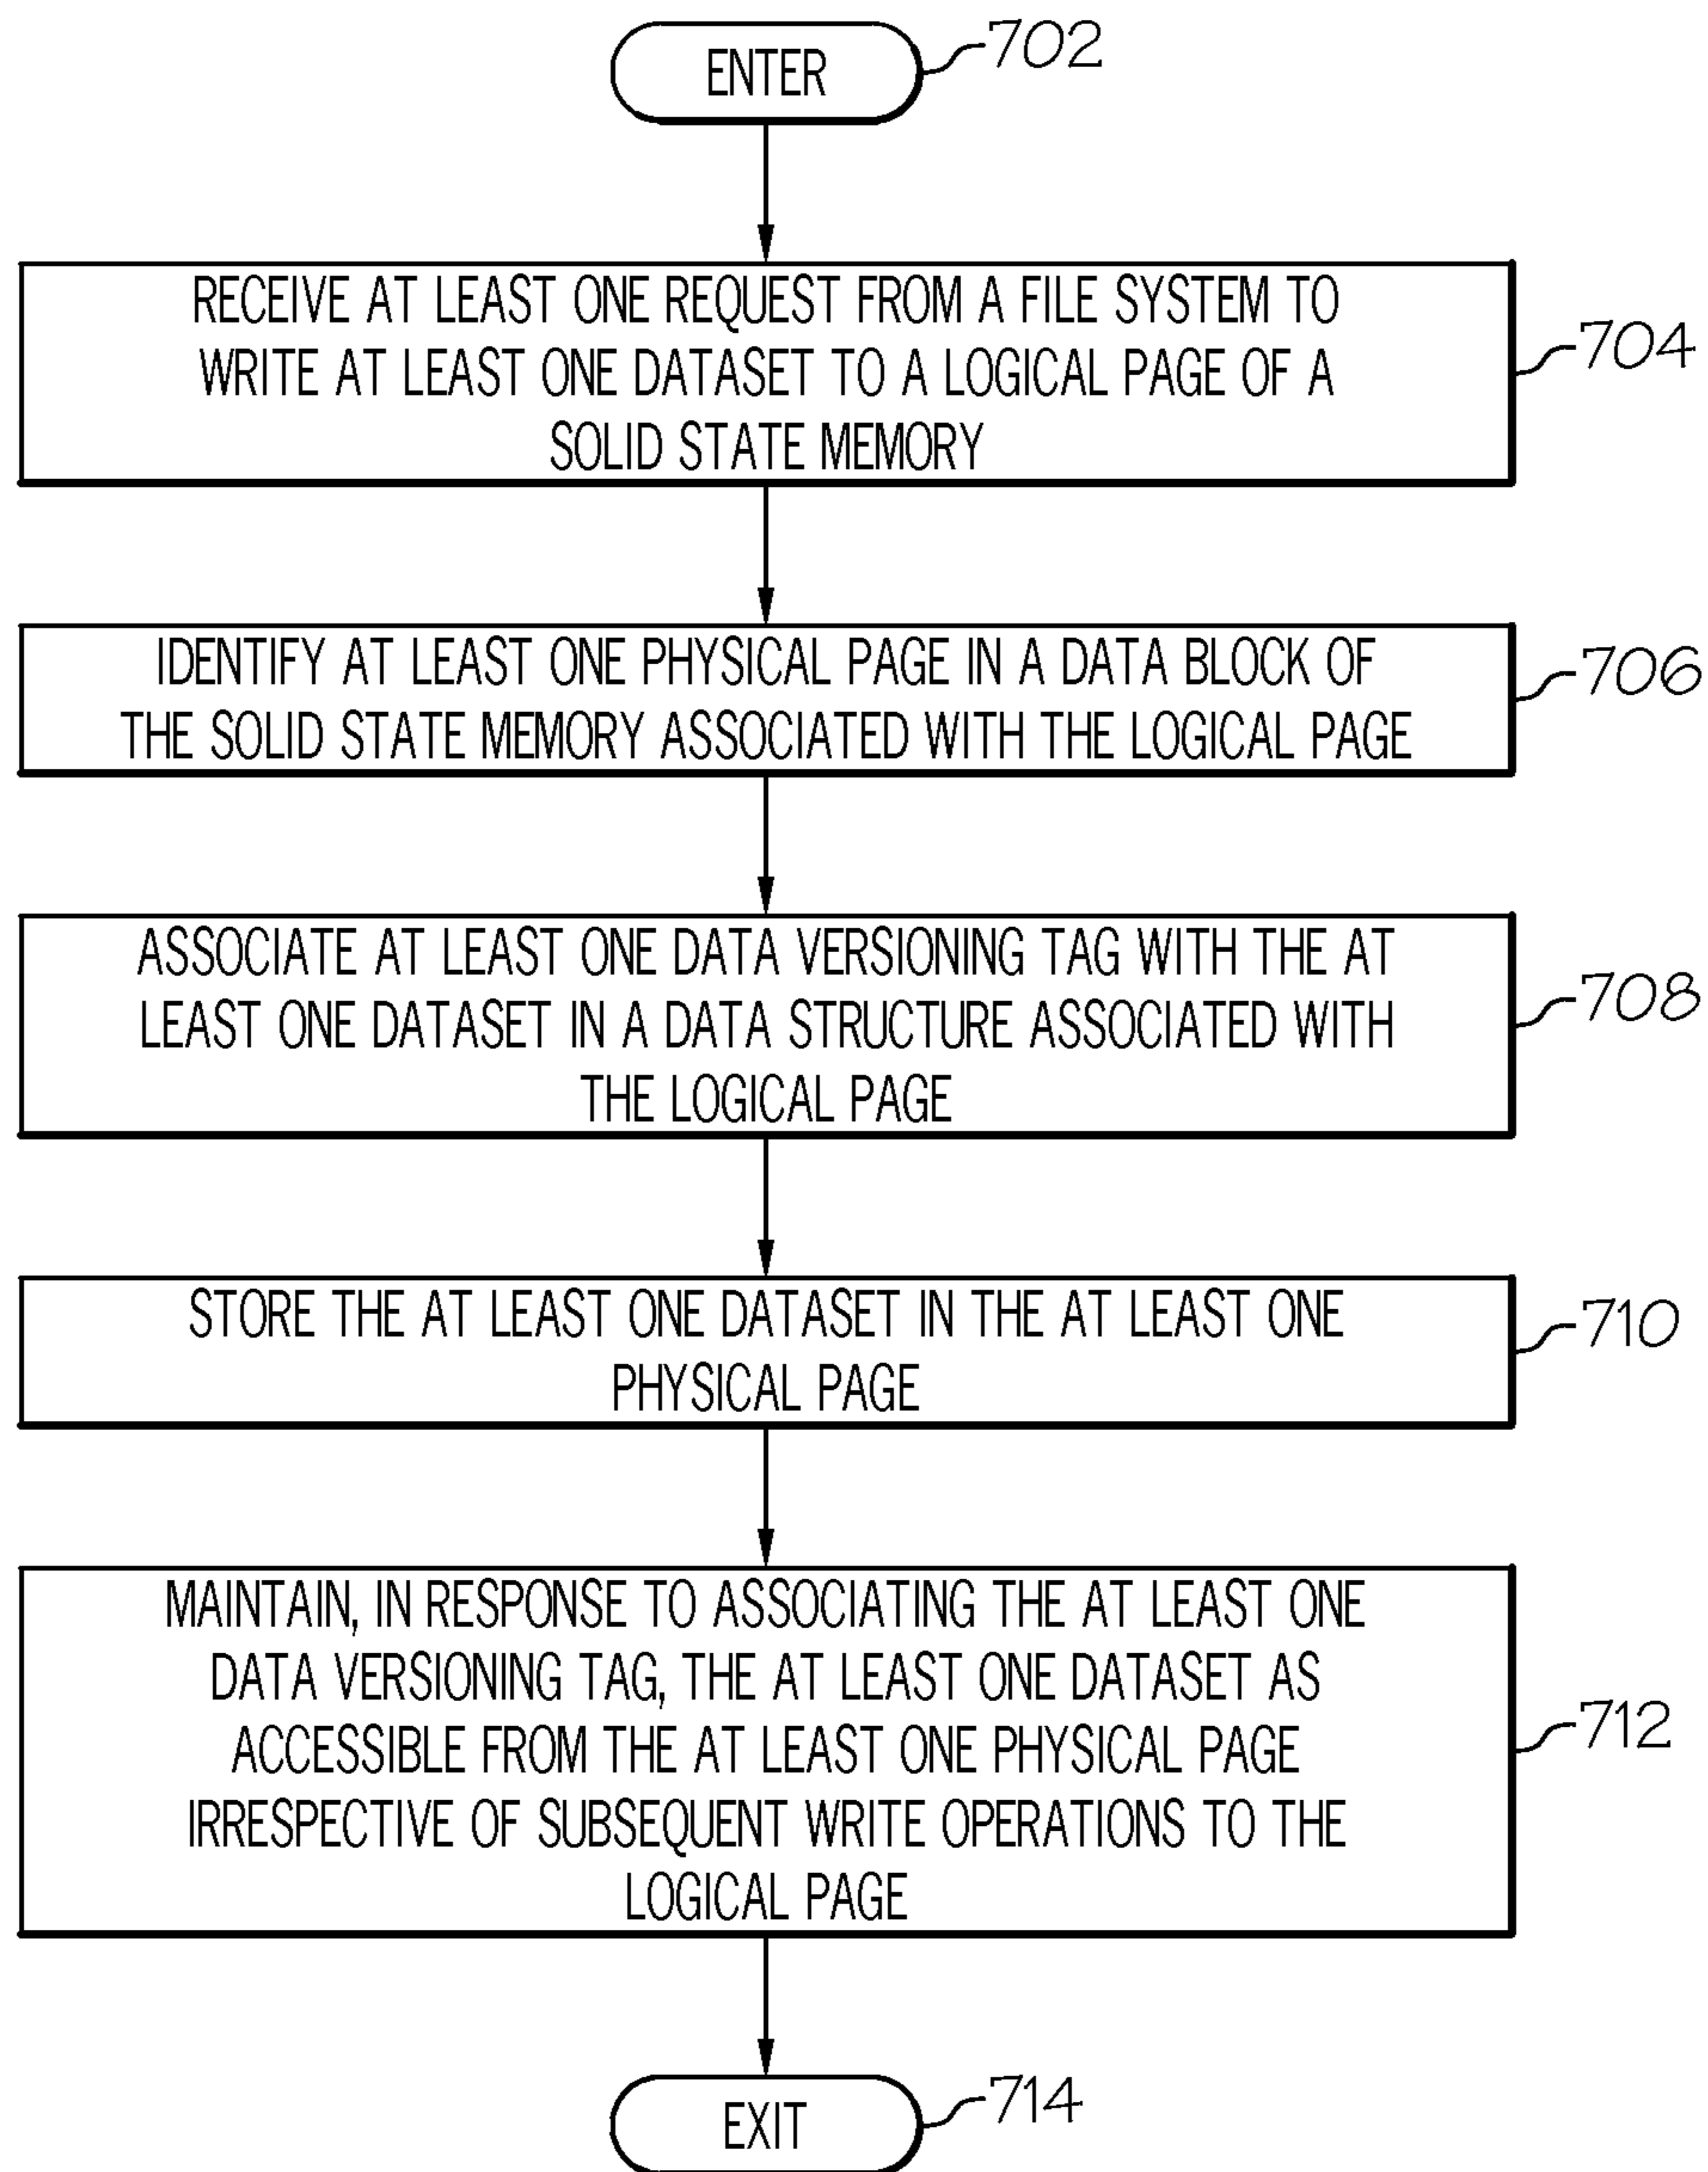 ENTER
702
RECEIVE AT LEAST ONE REQUEST FROM A FILE SYSTEM TO
WRITE AT LEAST ONE DATASET TO A LOGICAL PAGE OF A
SOLID STATE MEMORY
704
IDENTIFY AT LEAST ONE PHYSICAL PAGE IN A DATA BLOCK OF
THE SOLID STATE MEMORY ASSOCIATED WITH THE LOGICAL PAGE
706
ASSOCIATE AT LEAST ONE DATA VERSIONING TAG WITH THE AT
LEAST ONE DATASET IN A DATA STRUCTURE ASSOCIATED WITH
THE LOGICAL PAGE
708
STORE THE AT LEAST ONE DATASET IN THE AT LEAST ONE
PHYSICAL PAGE
710
MAINTAIN, IN RESPONSE TO ASSOCIATING THE AT LEAST ONE
DATA VERSIONING TAG, THE AT LEAST ONE DATASET AS
ACCESSIBLE FROM THE AT LEAST ONE PHYSICAL PAGE
IRRESPECTIVE OF SUBSEQUENT WRITE OPERATIONS TO THE
LOGICAL PAGE
712
EXIT
714